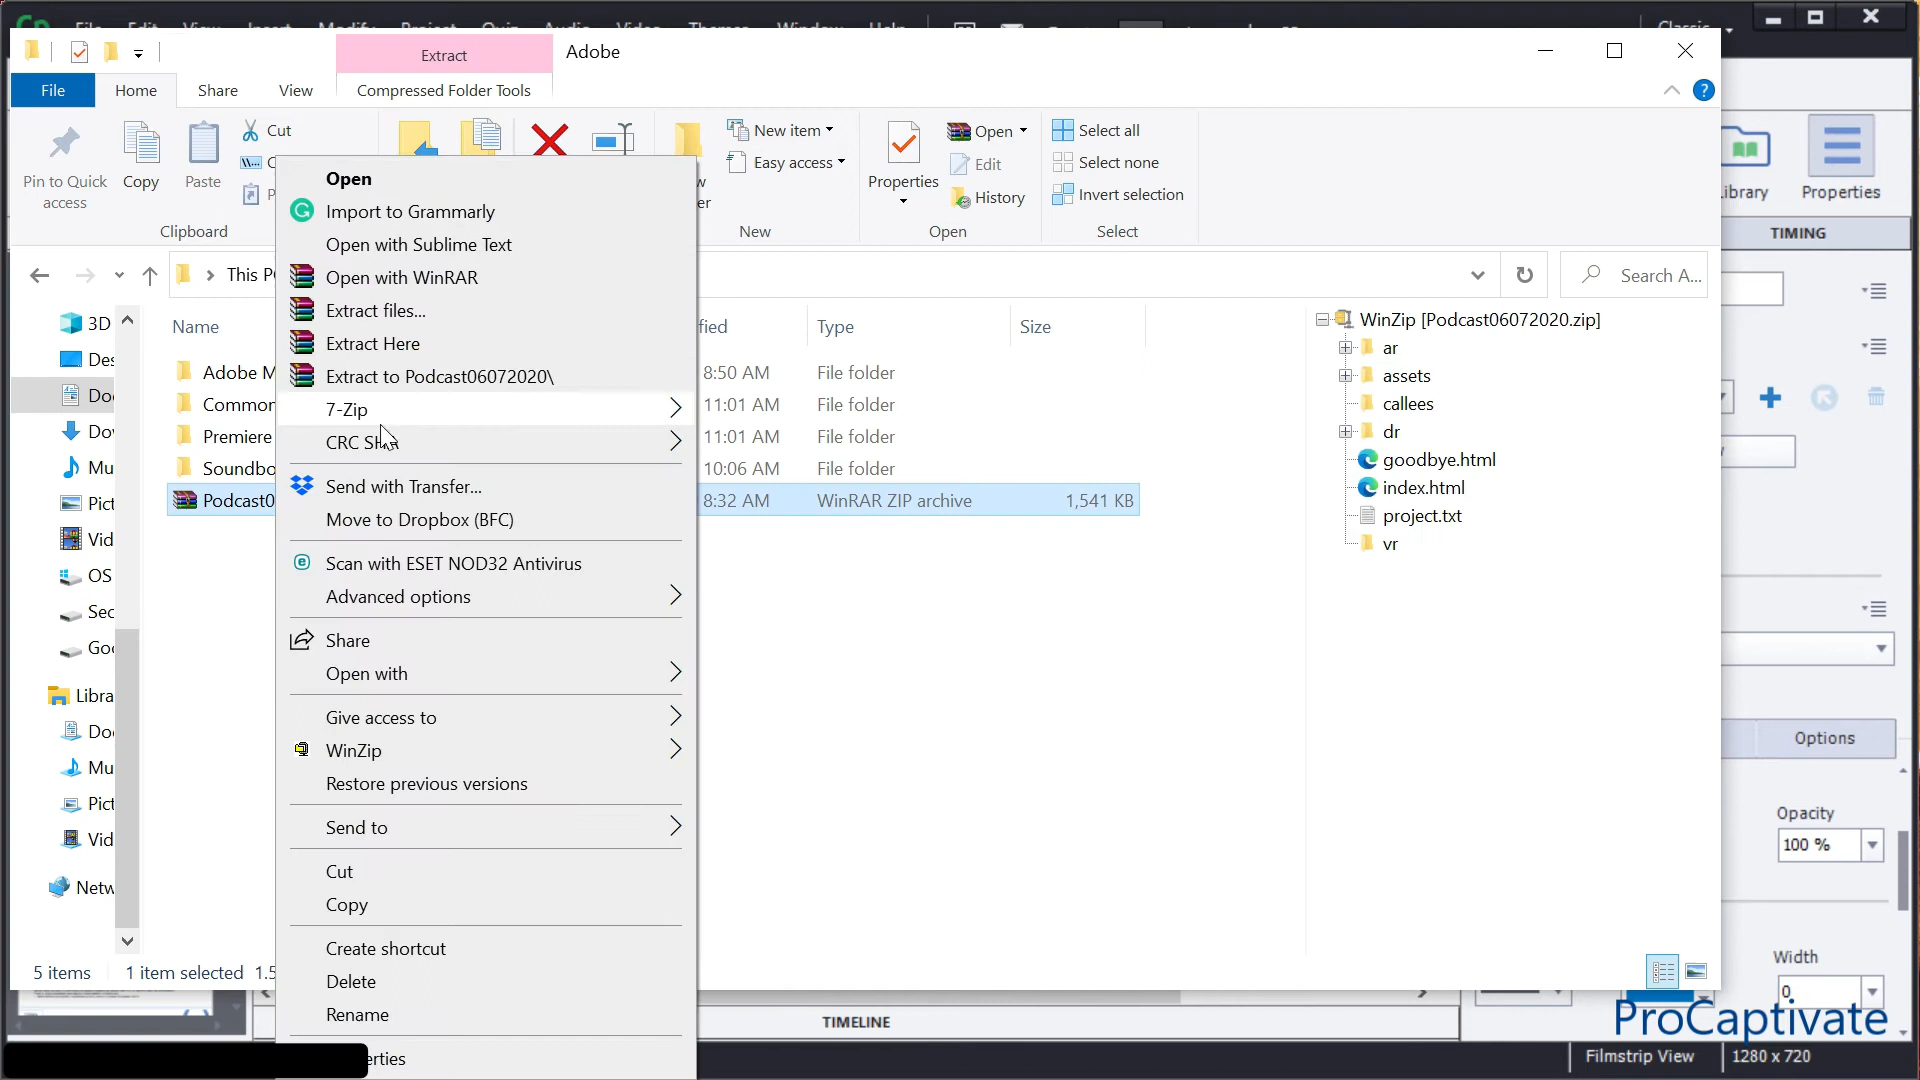 Extract
Adobe
File
Home
Share
View
Compressed Folder Tools
Cut
New item
Open
Select all
Easy access
Edit
Select none
Pin to Quick access
Copy
Paste
Properties
History
Invert selection
Library
Properties
Clipboard
New
Open
Select
TIMING
This P
Search A...
Open
Import to Grammarly
Open with Sublime Text
Open with WinRAR
Extract files...
Extract Here
Extract to Podcast06072020\
7-Zip
CRC SHA
Send with Transfer...
Move to Dropbox (BFC)
Scan with ESET NOD32 Antivirus
Advanced options
Share
Open with
Give access to
WinZip
Restore previous versions
Send to
Cut
Copy
Create shortcut
Delete
Rename
erties
3D
Des
Doc
Dov
Mu
Pict
Vid
OS
Sec
Goo
Libra
Doc
Mu
Pict
Vid
Netw
Name
fied
Type
Size
Adobe M
8:50 AM
File folder
Common
11:01 AM
File folder
Premiere
11:01 AM
File folder
Soundbo
10:06 AM
File folder
Podcast0
8:32 AM
WinRAR ZIP archive
1,541 KB
WinZip [Podcast06072020.zip]
ar
assets
callees
dr
goodbye.html
index.html
project.txt
vr
Options
Opacity
100 %
Width
0
5 items
1 item selected
1.5
TIMELINE
ProCaptivate
Filmstrip View
1280 x 720